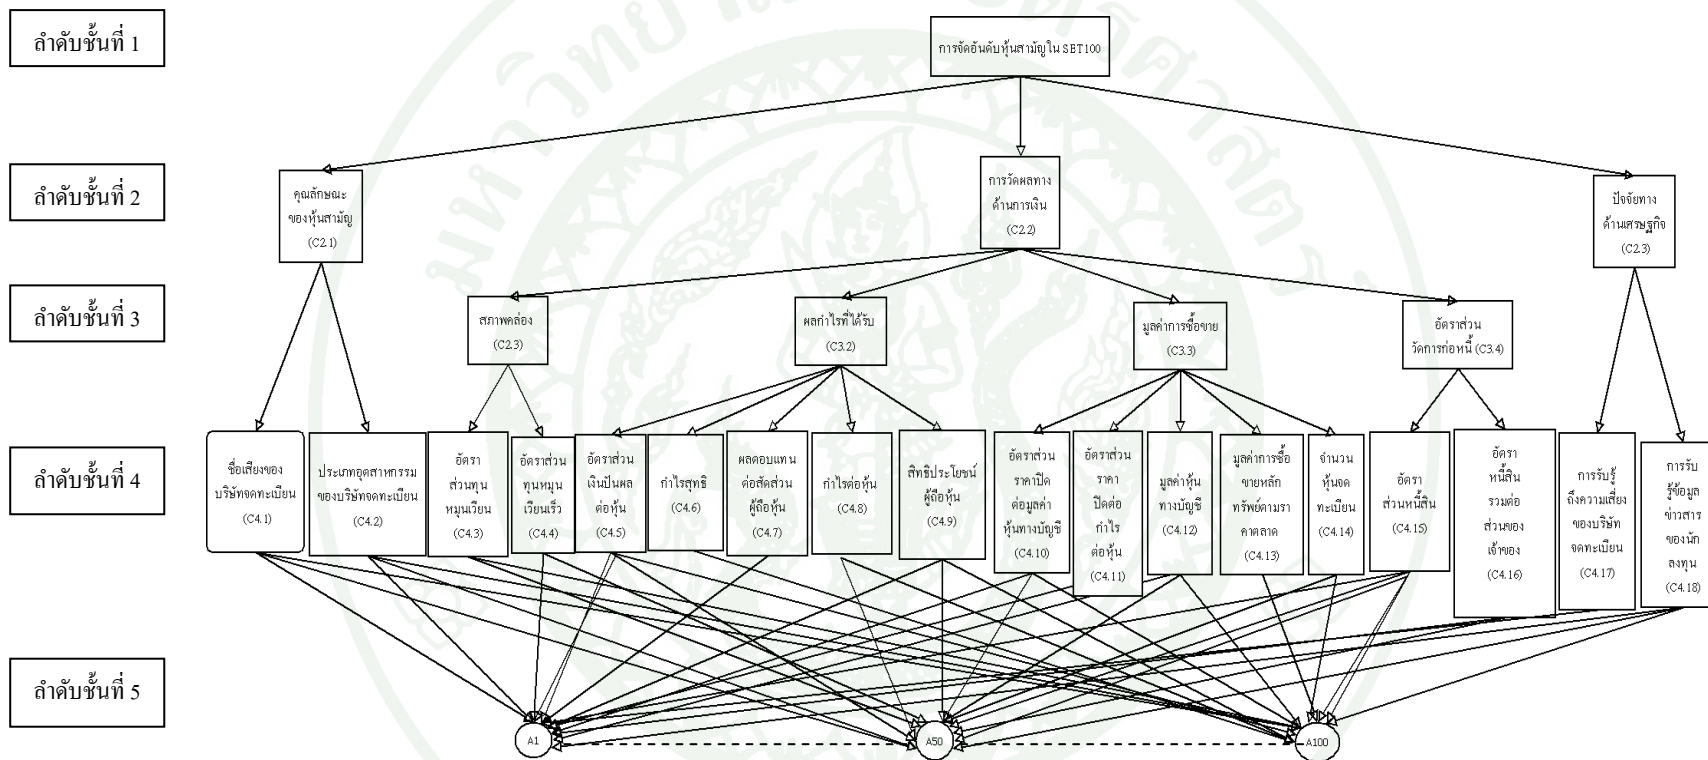 ลำดับชั้นที่ 1
การจัดอันดับหุ้นสามัญใน SET100
ลำดับชั้นที่ 2
คุณลักษณะ
ของหุ้นสามัญ
(C2.1)
การวัดผลทาง
ด้านการเงิน
(C2.2)
ปัจจัยทาง
ด้านเศรษฐกิจ
(C2.3)
ลำดับชั้นที่ 3
สภาพคล่อง
(C2.3)
ผลกำไรที่ได้รับ
(C3.2)
มูลค่าการซื้อขาย
(C3.3)
อัตราส่วน
วัดการก่อหนี้ (C3.4)
ลำดับชั้นที่ 4
ชื่อเสียงของ
บริษัทจดทะเบียน
(C4.1)
ประเภทอุตสาหกรรม
ของบริษัทจดทะเบียน
(C4.2)
อัตรา
ส่วนทุน
หมุนเวียน
(C4.3)
อัตราส่วน
ทุนหมุน
เวียนเร็ว
(C4.4)
อัตราส่วน
เงินปันผล
ต่อหุ้น
(C4.5)
กำไรสุทธิ
(C4.6)
ผลตอบแทน
ต่อสัดส่วน
ผู้ถือหุ้น
(C4.7)
กำไรต่อหุ้น
(C4.8)
สิทธิประโยชน์
ผู้ถือหุ้น
(C4.9)
อัตราส่วน
ราคาปิด
ต่อมูลค่า
หุ้นทางบัญชี
(C4.10)
อัตราส่วน
ราคา
ปิดต่อ
กำไร
ต่อหุ้น
(C4.11)
มูลค่าหุ้น
ทางบัญชี
(C4.12)
มูลค่าการซื้อ
ขายหลัก
ทรัพย์ตามรา
คาตลาด
(C4.13)
จำนวน
หุ้นจด
ทะเบียน
(C4.14)
อัตรา
ส่วนหนี้สิน
(C4.15)
อัตรา
หนี้สิน
รวมต่อ
ส่วนของ
เจ้าของ
(C4.16)
การรับรู้
ถึงความเสี่ยง
ของบริษัท
จดทะเบียน
(C4.17)
การรับ
รู้ข้อมูล
ข่าวสาร
ของนัก
ลงทุน
(C4.18)
ลำดับชั้นที่ 5
A1
A50
A100